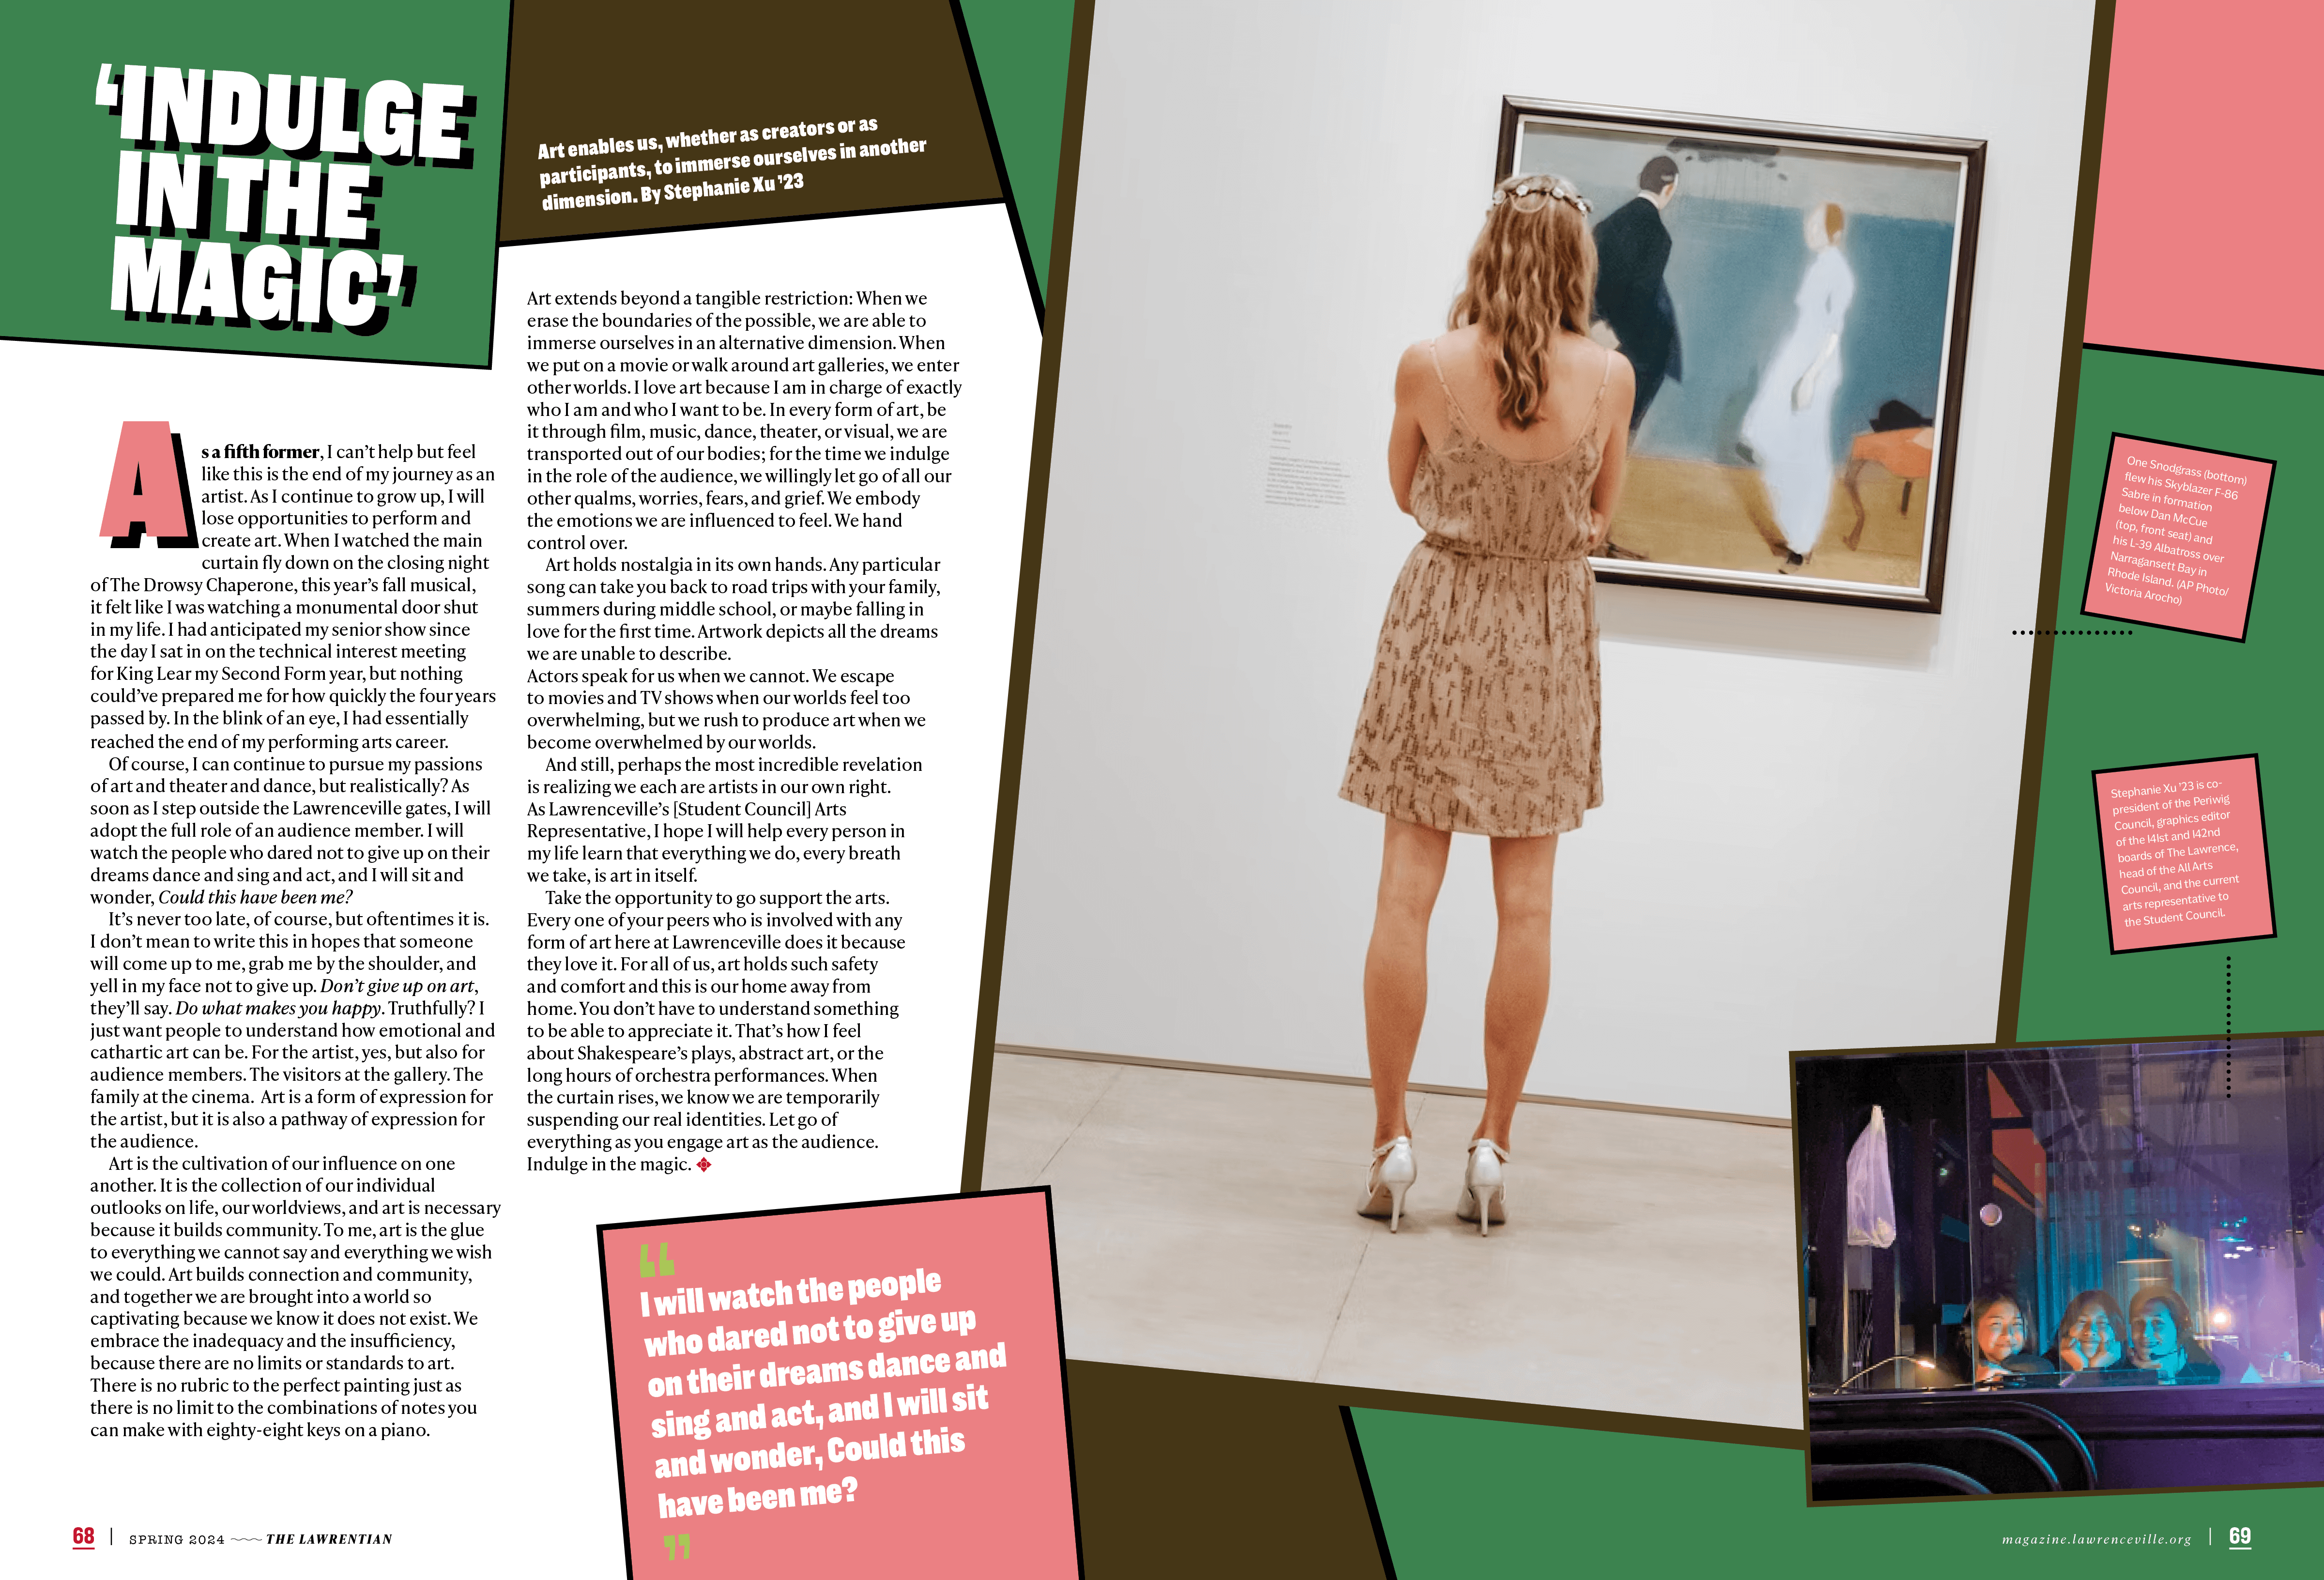 ‘INDULGE
IN THE
MAGIC’
Art enables us, whether as creators or as
participants, to immerse ourselves in another
dimension. By Stephanie Xu ’23
As a fifth former, I can’t help but feel
like this is the end of my journey as an
artist. As I continue to grow up, I will
lose opportunities to perform and
create art. When I watched the main
curtain fly down on the closing night
of The Drowsy Chaperone, this year’s fall musical,
it felt like I was watching a monumental door shut
in my life. I had anticipated my senior show since
the day I sat in on the technical interest meeting
for King Lear my Second Form year, but nothing
could’ve prepared me for how quickly the four years
passed by. In the blink of an eye, I had essentially
reached the end of my performing arts career.
Of course, I can continue to pursue my passions
of art and theater and dance, but realistically? As
soon as I step outside the Lawrenceville gates, I will
adopt the full role of an audience member. I will
watch the people who dared not to give up on their
dreams dance and sing and act, and I will sit and
wonder, Could this have been me?
It’s never too late, of course, but oftentimes it is.
I don’t mean to write this in hopes that someone
will come up to me, grab me by the shoulder, and
yell in my face not to give up. Don’t give up on art,
they’ll say. Do what makes you happy. Truthfully? I
just want people to understand how emotional and
cathartic art can be. For the artist, yes, but also for
audience members. The visitors at the gallery. The
family at the cinema. Art is a form of expression for
the artist, but it is also a pathway of expression for
the audience.
Art is the cultivation of our influence on one
another. It is the collection of our individual
outlooks on life, our worldviews, and art is necessary
because it builds community. To me, art is the glue
to everything we cannot say and everything we wish
we could. Art builds connection and community,
and together we are brought into a world so
captivating because we know it does not exist. We
embrace the inadequacy and the insufficiency,
because there are no limits or standards to art.
There is no rubric to the perfect painting just as
there is no limit to the combinations of notes you
can make with eighty-eight keys on a piano.
Art extends beyond a tangible restriction: When we
erase the boundaries of the possible, we are able to
immerse ourselves in an alternative dimension. When
we put on a movie or walk around art galleries, we enter
other worlds. I love art because I am in charge of exactly
who I am and who I want to be. In every form of art, be
it through film, music, dance, theater, or visual, we are
transported out of our bodies; for the time we indulge
in the role of the audience, we willingly let go of all our
other qualms, worries, fears, and grief. We embody
the emotions we are influenced to feel. We hand
control over.
Art holds nostalgia in its own hands. Any particular
song can take you back to road trips with your family,
summers during middle school, or maybe falling in
love for the first time. Artwork depicts all the dreams
we are unable to describe.
Actors speak for us when we cannot. We escape
to movies and TV shows when our worlds feel too
overwhelming, but we rush to produce art when we
become overwhelmed by our worlds.
And still, perhaps the most incredible revelation
is realizing we each are artists in our own right.
As Lawrenceville’s [Student Council] Arts
Representative, I hope I will help every person in
my life learn that everything we do, every breath
we take, is art in itself.
Take the opportunity to go support the arts.
Every one of your peers who is involved with any
form of art here at Lawrenceville does it because
they love it. For all of us, art holds such safety
and comfort and this is our home away from
home. You don’t have to understand something
to be able to appreciate it. That’s how I feel
about Shakespeare’s plays, abstract art, or the
long hours of orchestra performances. When
the curtain rises, we know we are temporarily
suspending our real identities. Let go of
everything as you engage art as the audience.
Indulge in the magic.
“
I will watch the people
who dared not to give up
on their dreams dance and
sing and act, and I will sit
and wonder, Could this
have been me?
”
One Snodgrass (bottom)
flew his Skyblazer F-86
Sabre in formation
below Dan McCue
(top, front seat) and
his L-39 Albatross over
Narragansett Bay in
Rhode Island. (AP Photo/
Victoria Arocho)
Stephanie Xu ’23 is co-
president of the Periwig
Council, graphics editor
of the 141st and 142nd
boards of The Lawrence,
head of the All Arts
Council, and the current
arts representative to
the Student Council.
68 | SPRING 2024 THE LAWRENTIAN
magazine.lawrenceville.org | 69